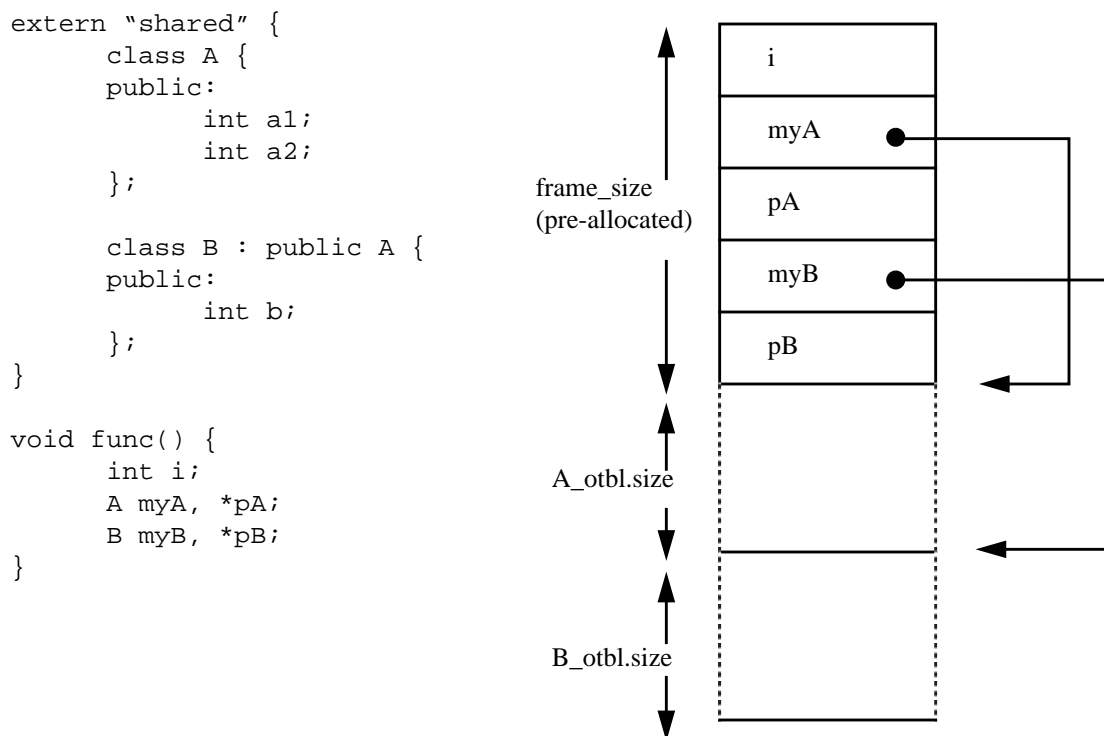 extern “shared” {
class A {
public:
int a1;
int a2;
};
class B : public A {
public:
int b;
};
}
void func() {
int i;
A myA, *pA;
B myB, *pB;
}
frame_size
(pre-allocated)
A_otbl.size
B_otbl.size
i
myA
pA
myB
pB